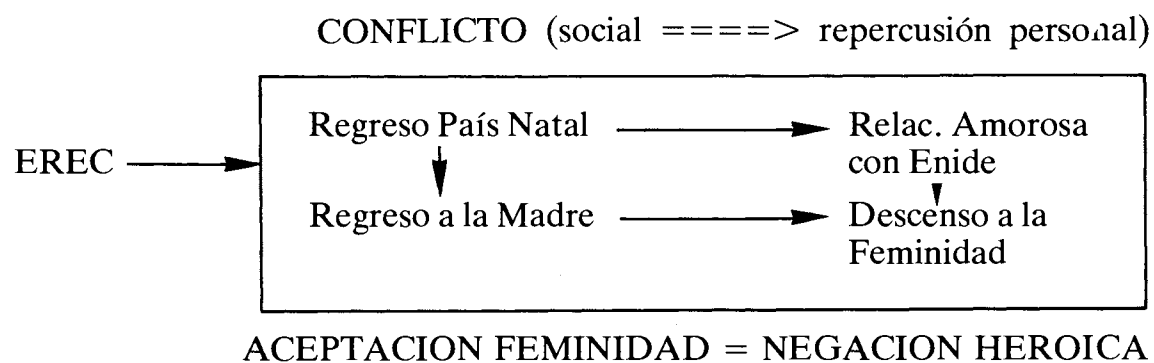 CONFLICTO (social ====> repercusión personal)
Regreso País Natal → Relac. Amorosa
EREC → con Enide
Regreso a la Madre → Descenso a la
Feminidad
ACEPTACION FEMINIDAD = NEGACION HEROICA